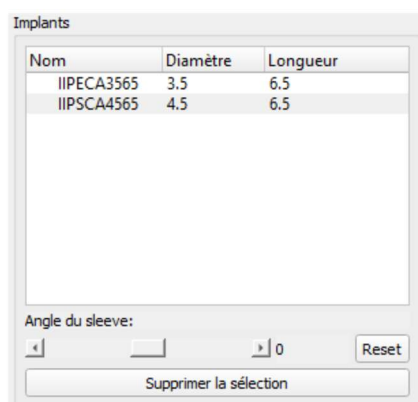 Implants
Nom Diamètre Longueur
IIPECA3565 3.5 6.5
IIPSCA4565 4.5 6.5
Angle du sleeve:
0 Reset
Supprimer la sélection